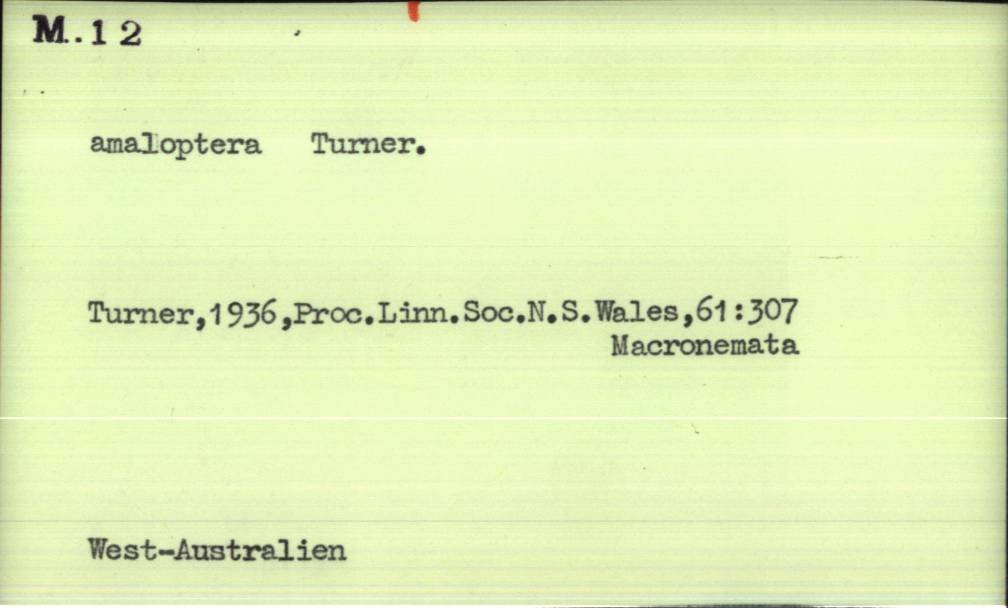 M.12
amaloptera Turner.
Turner,1936,Proc.Linn.Soc.N.S.Wales,61:307
Macronemata
West-Australien